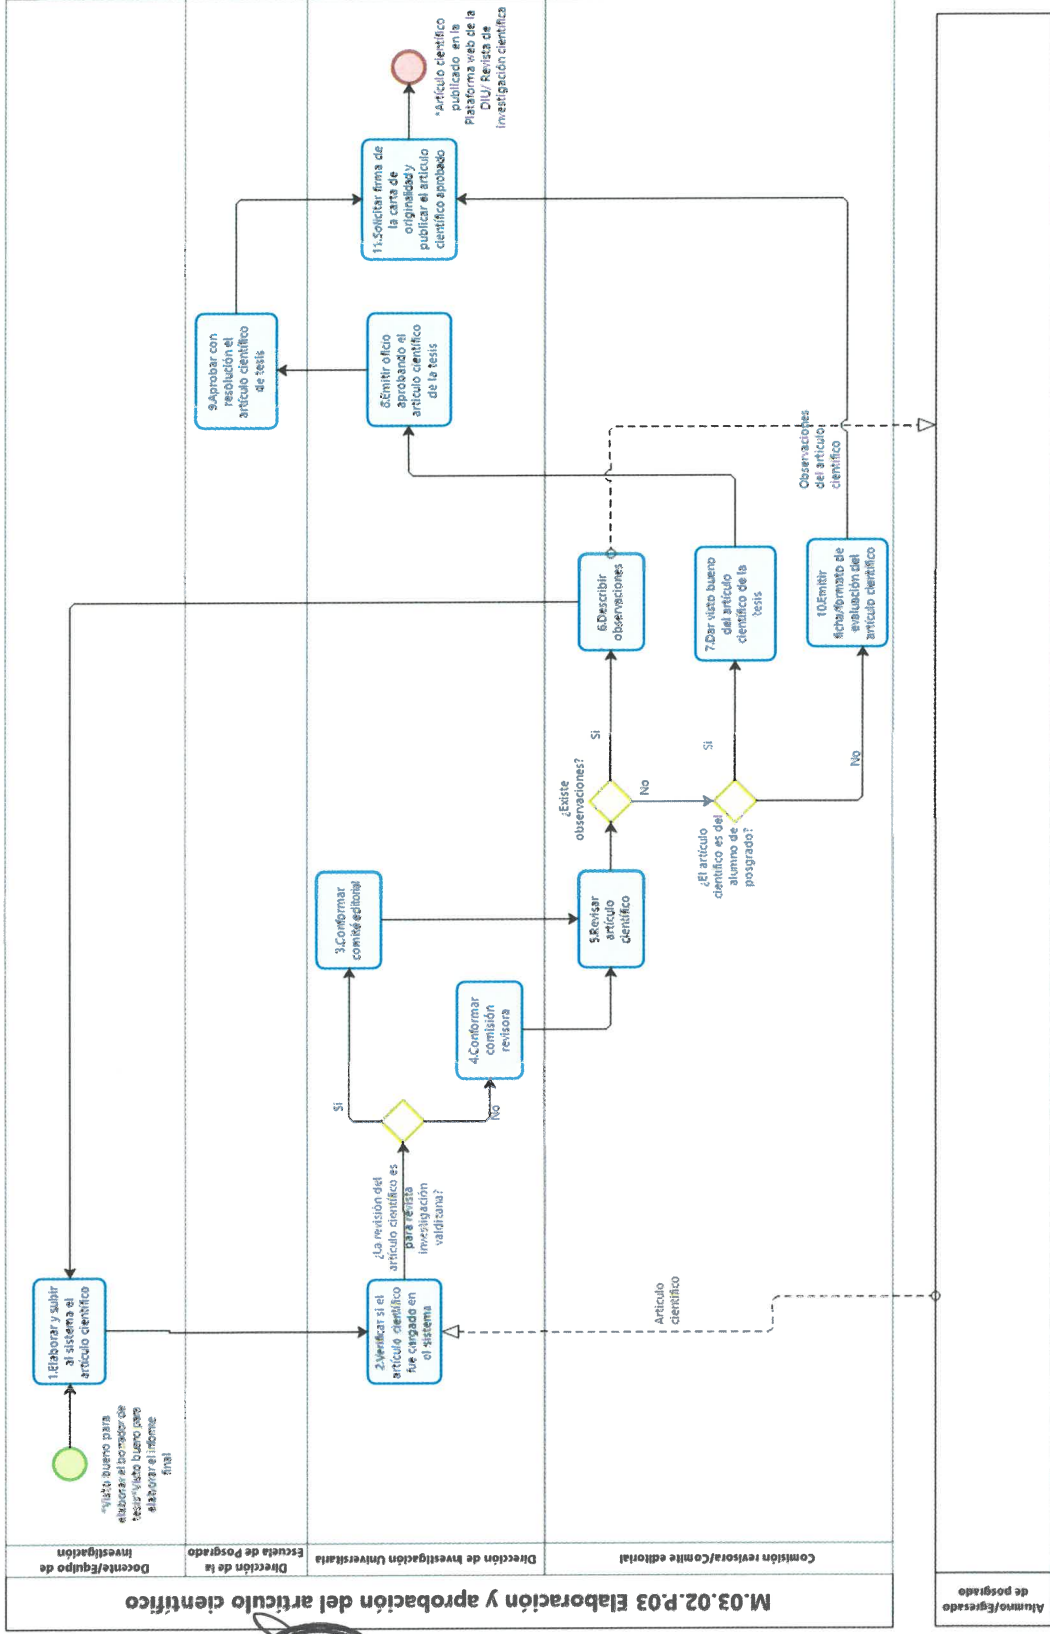 M.03.02.P.03 Elaboración y aprobación del artículo científico
Docente/Equipo de
Investigación
Dirección de la
Escuela de Posgrado
Dirección de Investigación Universitaria
Comisión revisora/Comite editorial
Alumno/Egresado
de posgrado
*Visto bueno para
elaborar el borrador de
tesis*Visto bueno para
elaborar el informe
final
1.Elaborar y subir
al sistema el
artículo científico
2.Verificar si el
artículo científico
fue cargado en
el sistema
¿La revisión del
artículo científico es
para revista
investigación
valdizana?
Si
No
3.Conformar
comité editorial
4.Conformar
comisión
revisora
5.Revisar
artículo
científico
¿Existe
observaciones?
Si
No
6.Describir
observaciones
¿El artículo
científico es del
alumno de
posgrado?
Si
No
7.Dar visto bueno
del artículo
científico de la
tesis
8.Emitir oficio
aprobando el
artículo científico
de la tesis
9.Aprobar con
resolución el
artículo científico
de tesis
10.Emitir
ficha/formato de
evaluación del
artículo científico
11.Solicitar firma de
la carta de
originalidad y
publicar el artículo
científico aprobado
*Artículo científico
publicado en la
Plataforma web de la
DIU/ Revista de
investigación científica
Observaciones
del artículo
científico
Artículo
científico